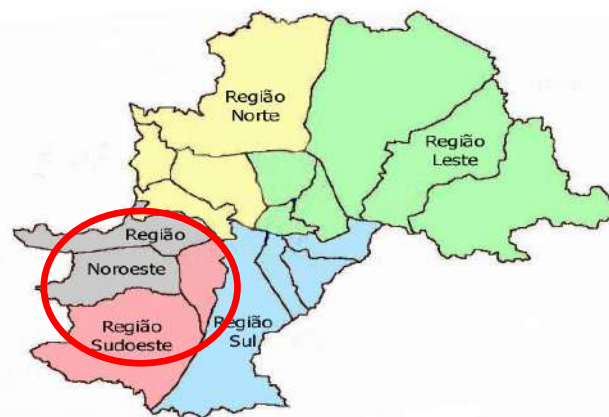 Região
Norte
Região
Leste
Região
Noroeste
Região
Sudoeste
Região
Sul